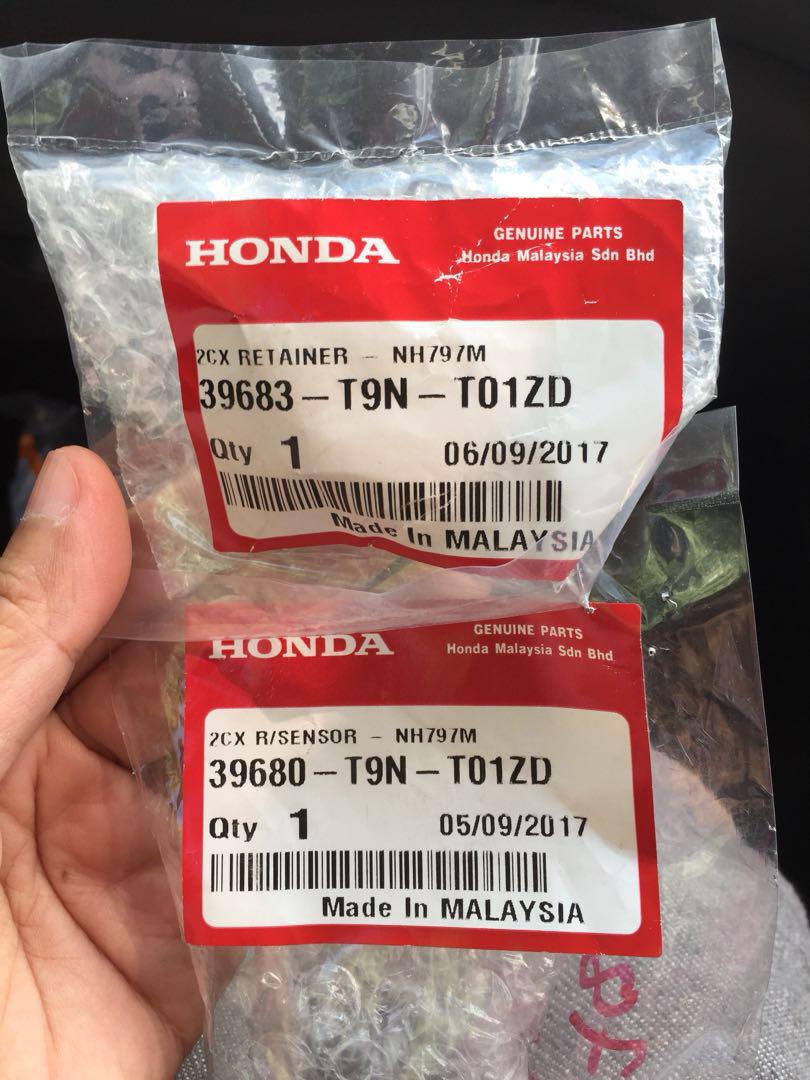 HONDA
GENUINE PARTS
Honda Malaysia Sdn Bhd
2CX RETAINER - NH797M
39683-T9N-T01ZD
Qty 1 06/09/2017
Made In MALAYSIA
HONDA
GENUINE PARTS
Honda Malaysia Sdn Bhd
2CX R/SENSOR - NH797M
39680-T9N-T01ZD
Qty 1 05/09/2017
Made In MALAYSIA